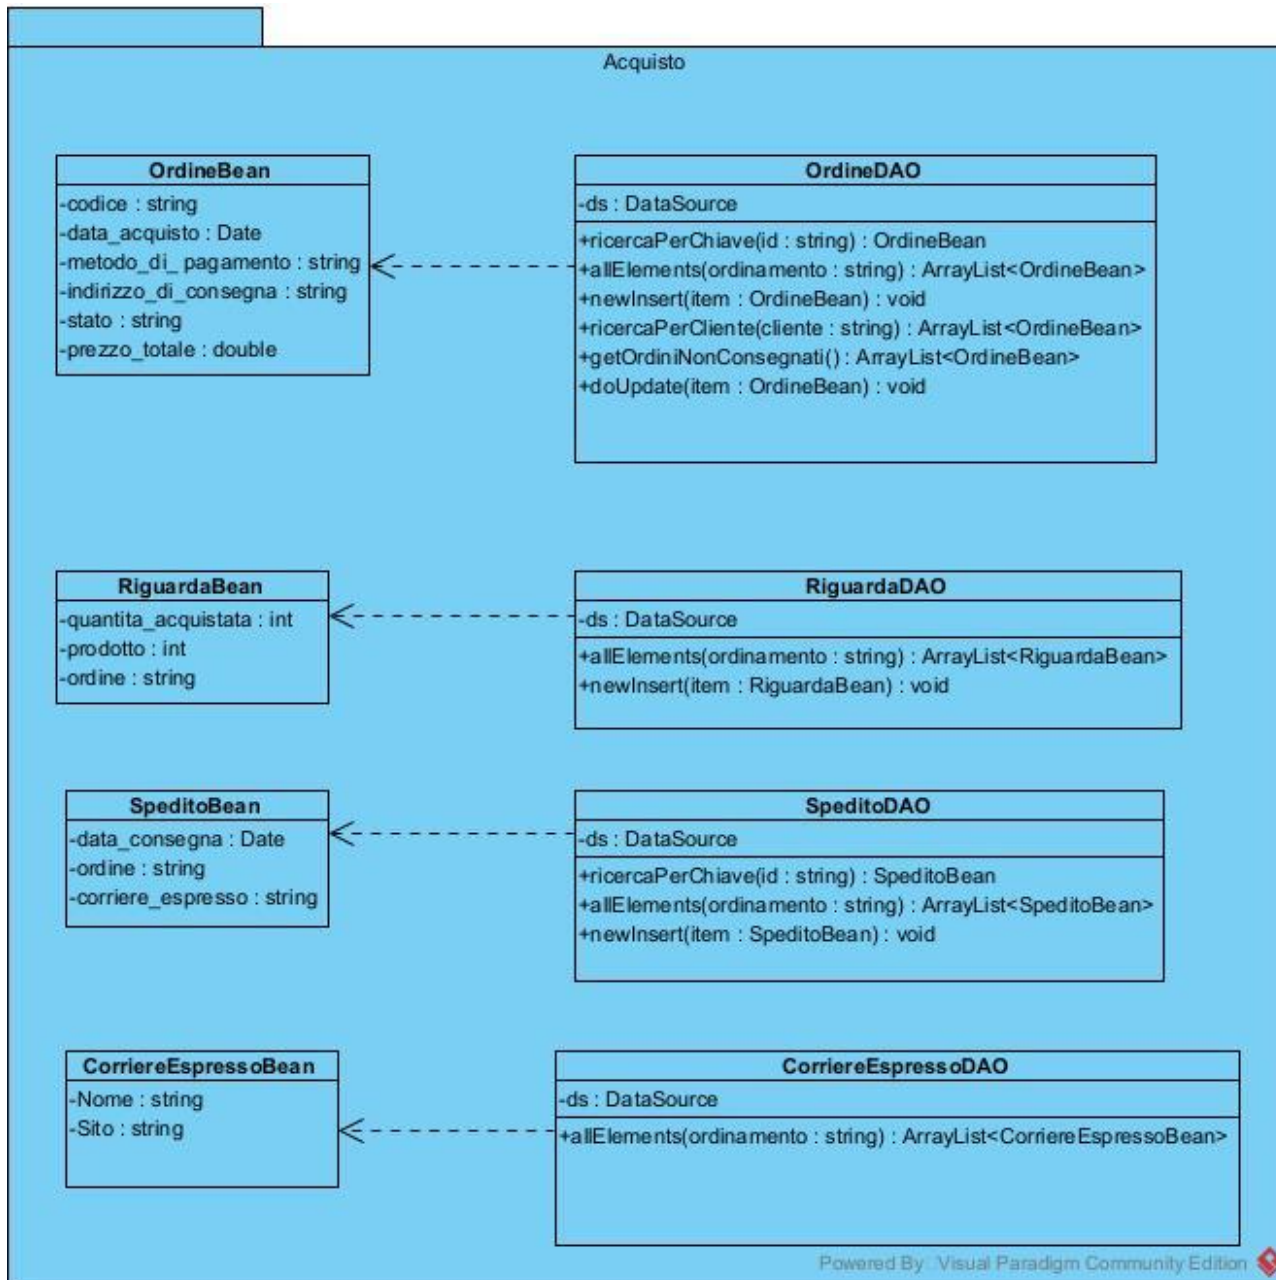 Acquisto
OrdineBean
-codice : string
-data_acquisto : Date
-metodo_di_ pagamento : string
-indirizzo_di_consegna : string
-stato : string
-prezzo_totale : double
OrdineDAO
-ds : DataSource
+ricercaPerChiave(id : string) : OrdineBean
+allElements(ordinamento : string) : ArrayList<OrdineBean>
+newInsert(item : OrdineBean) : void
+ricercaPerCliente(cliente : string) : ArrayList<OrdineBean>
+getOrdiniNonConsegnati() : ArrayList<OrdineBean>
+doUpdate(item : OrdineBean) : void
RiguardaBean
-quantita_acquistata : int
-prodotto : int
-ordine : string
RiguardaDAO
-ds : DataSource
+allElements(ordinamento : string) : ArrayList<RiguardaBean>
+newInsert(item : RiguardaBean) : void
SpeditoBean
-data_consegna : Date
-ordine : string
-corriere_espresso : string
SpeditoDAO
-ds : DataSource
+ricercaPerChiave(id : string) : SpeditoBean
+allElements(ordinamento : string) : ArrayList<SpeditoBean>
+newInsert(item : SpeditoBean) : void
CorriereEspressoBean
-Nome : string
-Sito : string
CorriereEspressoDAO
-ds : DataSource
+allElements(ordinamento : string) : ArrayList<CorriereEspressoBean>
Powered By Visual Paradigm Community Edition